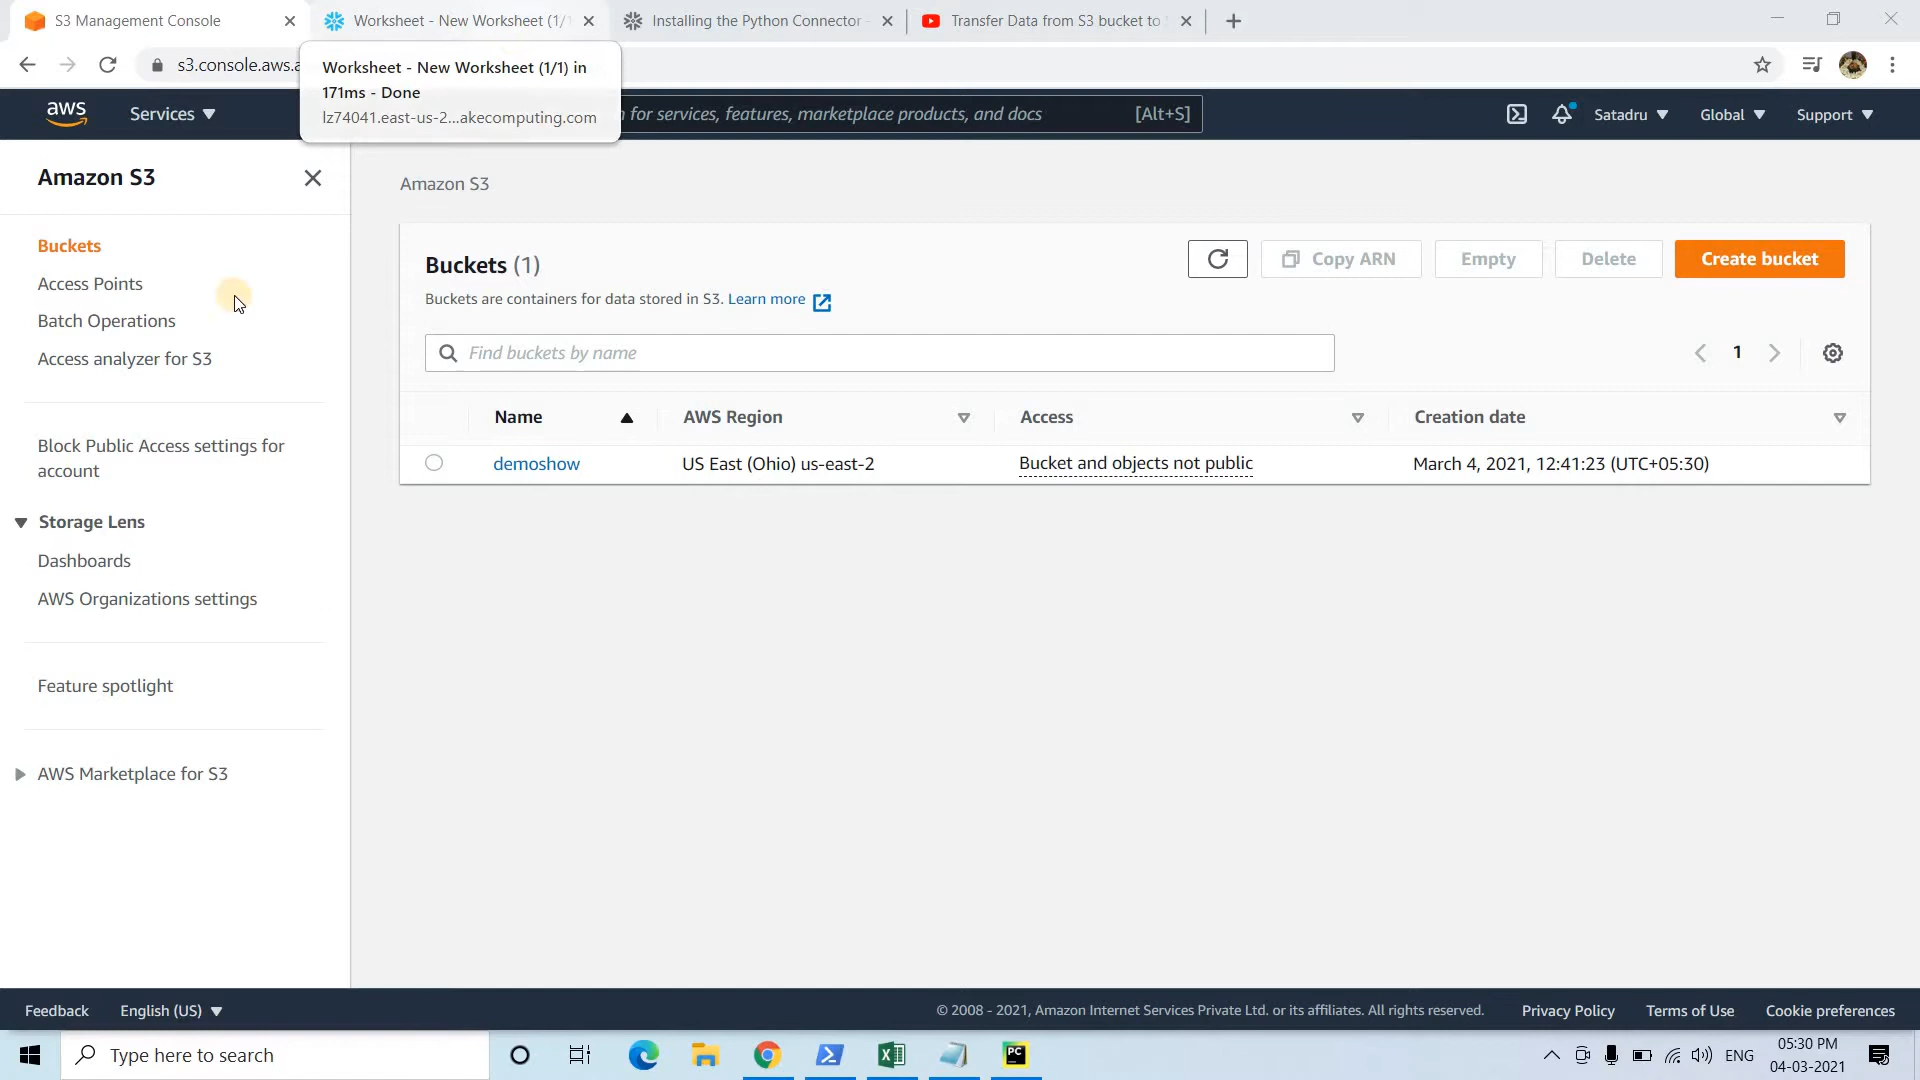 S3 Management Console
Worksheet - New Worksheet (1/
Installing the Python Connector
Transfer Data from S3 bucket to
s3.console.aws.a
Worksheet - New Worksheet (1/1) in
171ms - Done
lz74041.east-us-2...akecomputing.com
aws
Services
n for services, features, marketplace products, and docs
[Alt+S]
Satadru
Global
Support
Amazon S3
Buckets
Access Points
Batch Operations
Access analyzer for S3
Block Public Access settings for
account
Storage Lens
Dashboards
AWS Organizations settings
Feature spotlight
AWS Marketplace for S3
Amazon S3
Buckets (1)
Copy ARN
Empty
Delete
Create bucket
Buckets are containers for data stored in S3. Learn more
Find buckets by name
1
Name
AWS Region
Access
Creation date
demoshow
US East (Ohio) us-east-2
Bucket and objects not public
March 4, 2021, 12:41:23 (UTC+05:30)
Feedback
English (US)
© 2008 - 2021, Amazon Internet Services Private Ltd. or its affiliates. All rights reserved.
Privacy Policy
Terms of Use
Cookie preferences
Type here to search
PC
ENG
05:30 PM
04-03-2021